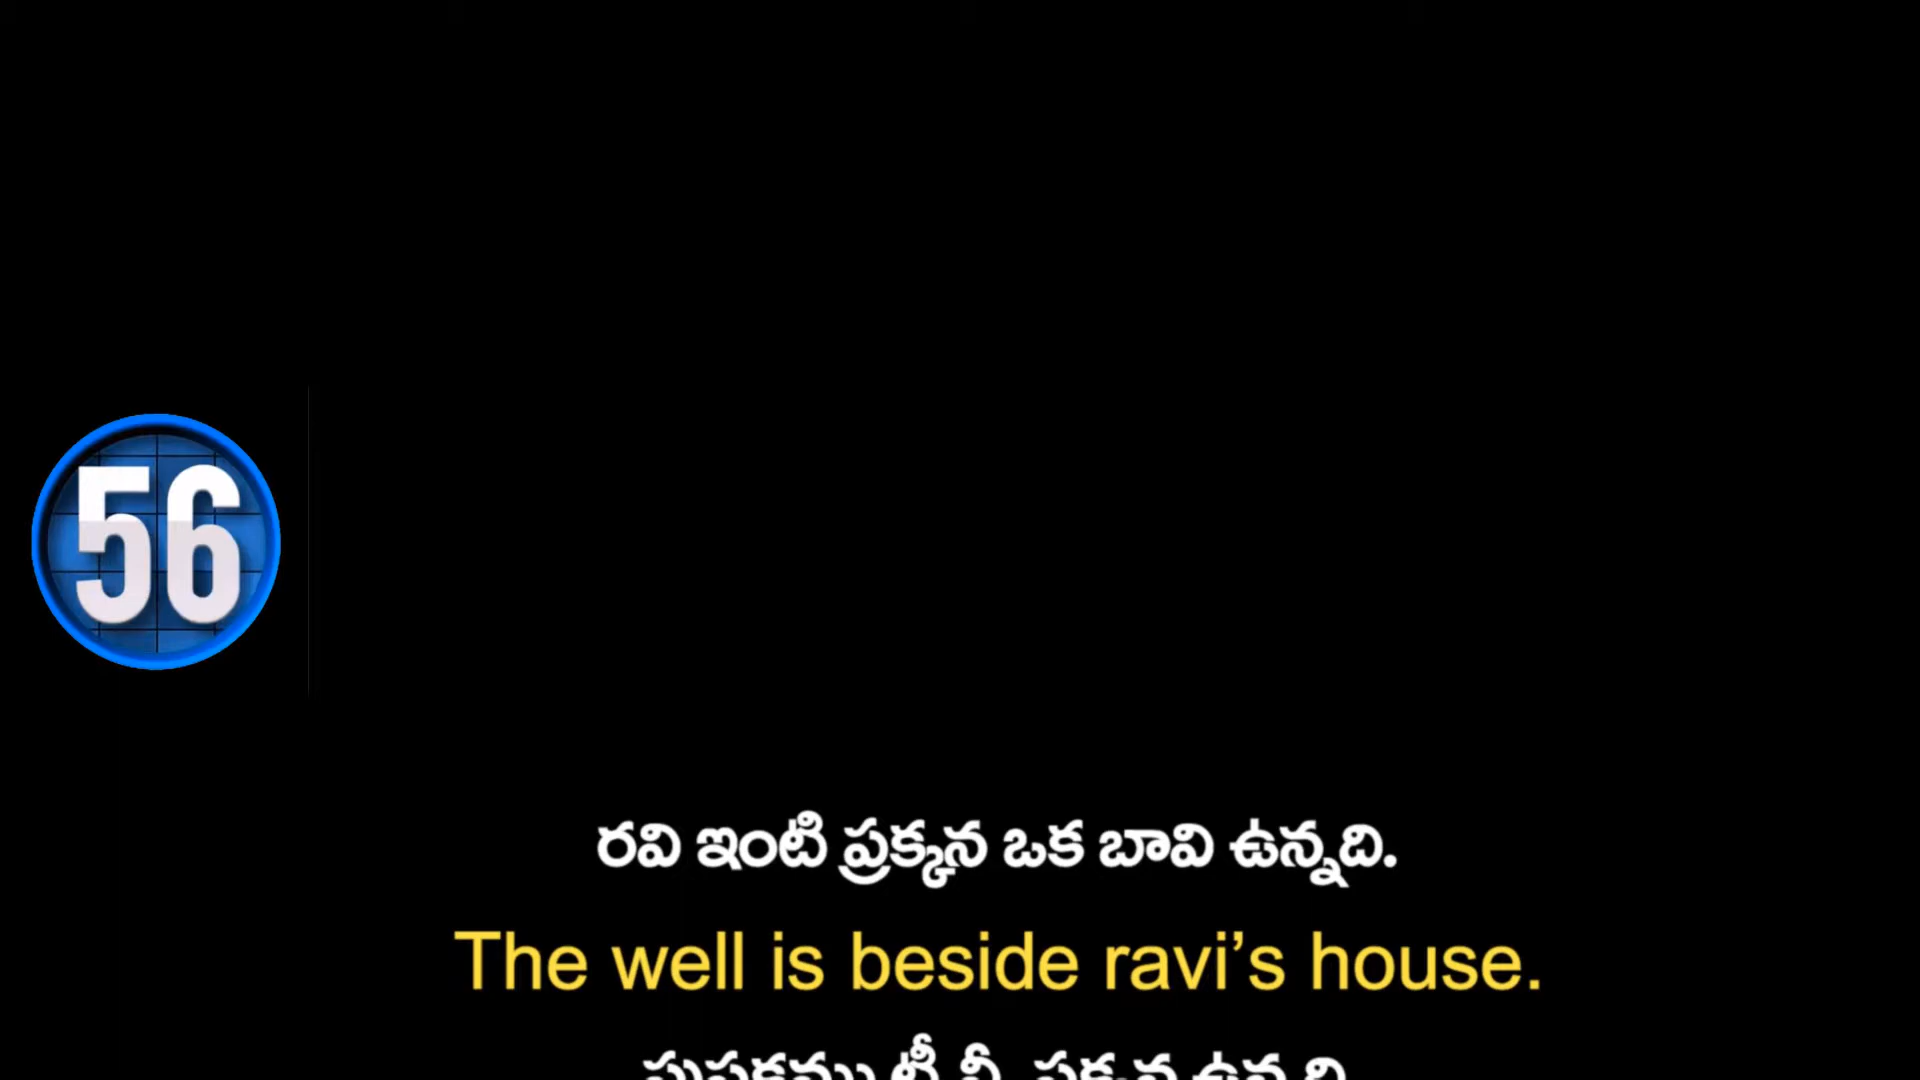 56
రవి ఇంటి ప్రక్కన ఒక బావి ఉన్నది.
The well is beside ravi’s house.